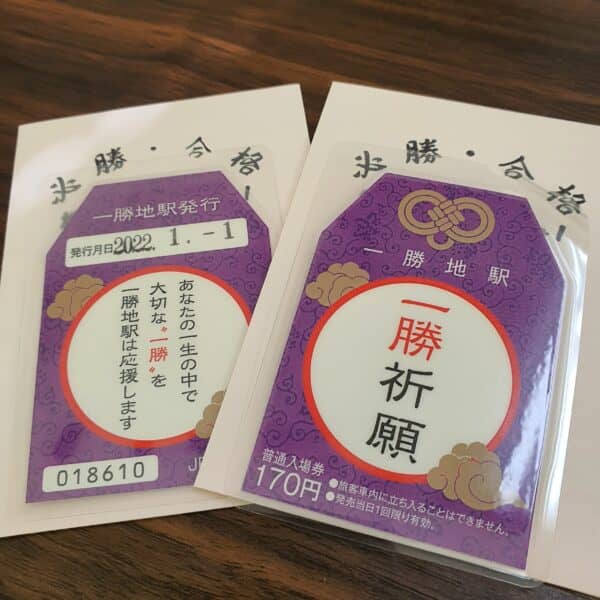 必勝・合格
一勝地駅発行
発行月日 2022. 1. -1
あなたの一生の中で
大切な“一勝”を
一勝地駅は応援します
018610
必勝・合格
一勝地駅
一勝祈願
普通入場券
170円
●旅客車内に立ち入ることはできません。
●発売当日1回限り有効。